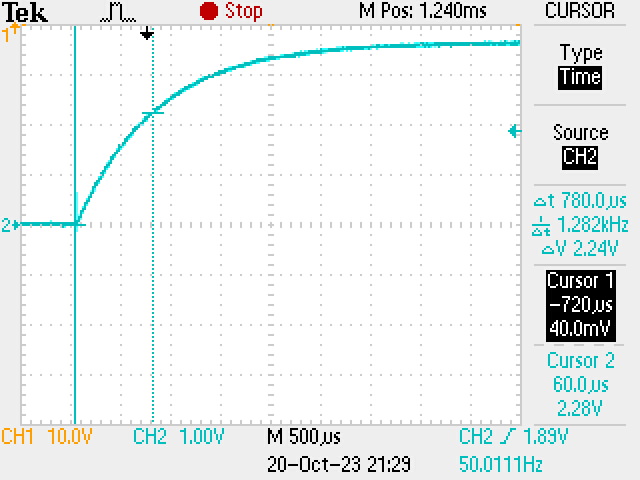 Tek Stop M Pos: 1.240ms CURSOR
1
Type
Time
Source
CH2
2
Δt 780.0µs
1/Δt 1.282kHz
ΔV 2.24V
Cursor 1
-720µs
40.0mV
Cursor 2
60.0µs
2.28V
CH1 10.0V CH2 1.00V M 500µs CH2 / 1.89V
20-Oct-23 21:29 50.0111Hz